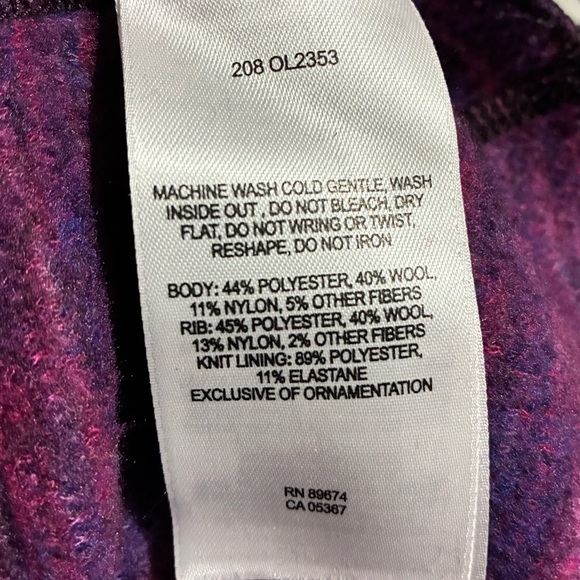 208 OL2353
MACHINE WASH COLD GENTLE, WASH
INSIDE OUT , DO NOT BLEACH, DRY
FLAT, DO NOT WRING OR TWIST,
RESHAPE, DO NOT IRON
BODY: 44% POLYESTER, 40% WOOL,
11% NYLON, 5% OTHER FIBERS
RIB: 45% POLYESTER, 40% WOOL,
13% NYLON, 2% OTHER FIBERS
KNIT LINING: 89% POLYESTER,
11% ELASTANE
EXCLUSIVE OF ORNAMENTATION
RN 89674
CA 05367